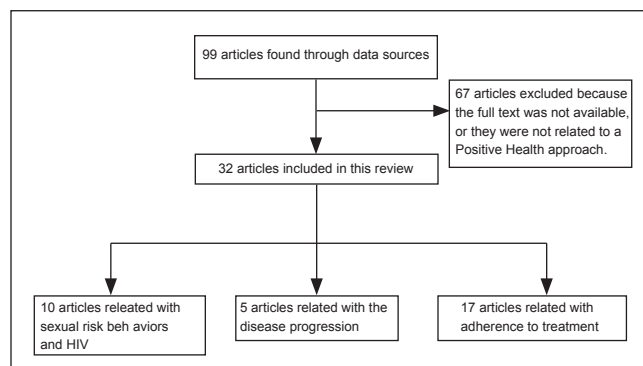 99 articles found through data sources
67 articles excluded because
the full text was not available,
or they were not related to a
Positive Health approach.
32 articles included in this review
10 articles releated with
sexual risk beh aviors
and HIV
5 articles related with the
disease progression
17 articles related with
adherence to treatment